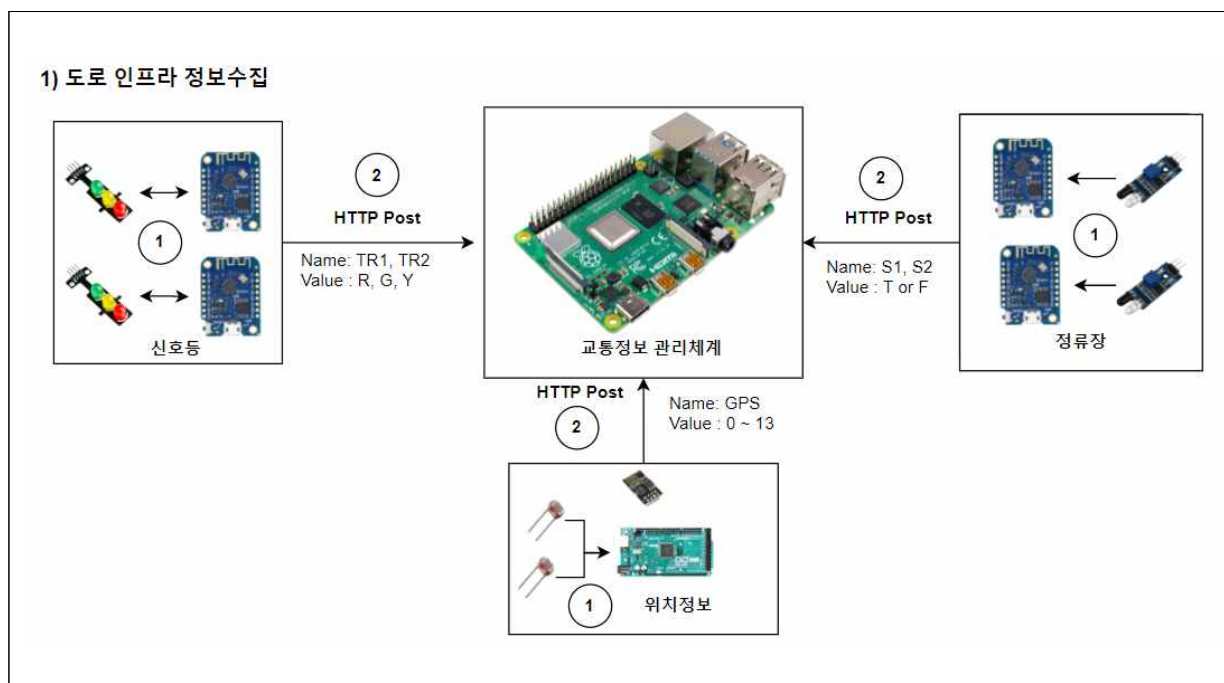 1) 도로 인프라 정보수집
2
HTTP Post
1
Name: TR1, TR2
Value : R, G, Y
신호등
교통정보 관리체계
2
HTTP Post
1
Name: S1, S2
Value : T or F
정류장
HTTP Post
2
Name: GPS
Value : 0 ~ 13
1
위치정보